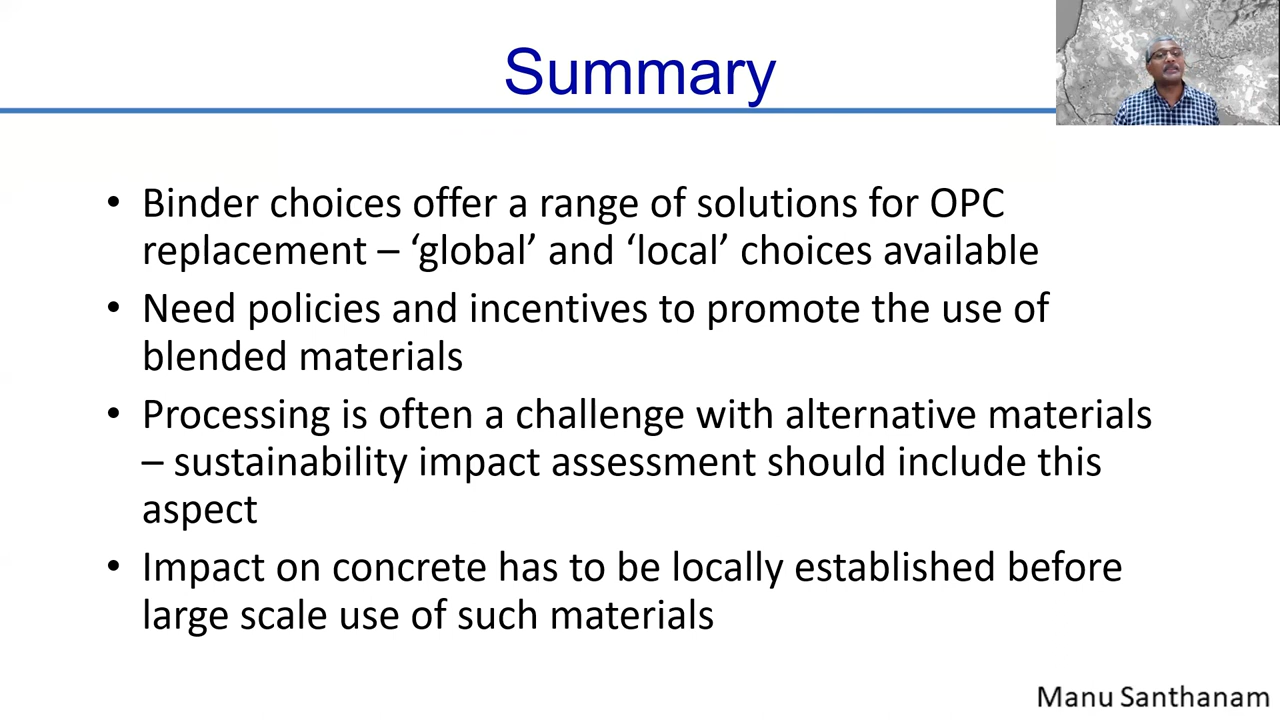 Summary
• Binder choices offer a range of solutions for OPC
replacement – ‘global’ and ‘local’ choices available
• Need policies and incentives to promote the use of
blended materials
• Processing is often a challenge with alternative materials
– sustainability impact assessment should include this
aspect
• Impact on concrete has to be locally established before
large scale use of such materials
Manu Santhanam